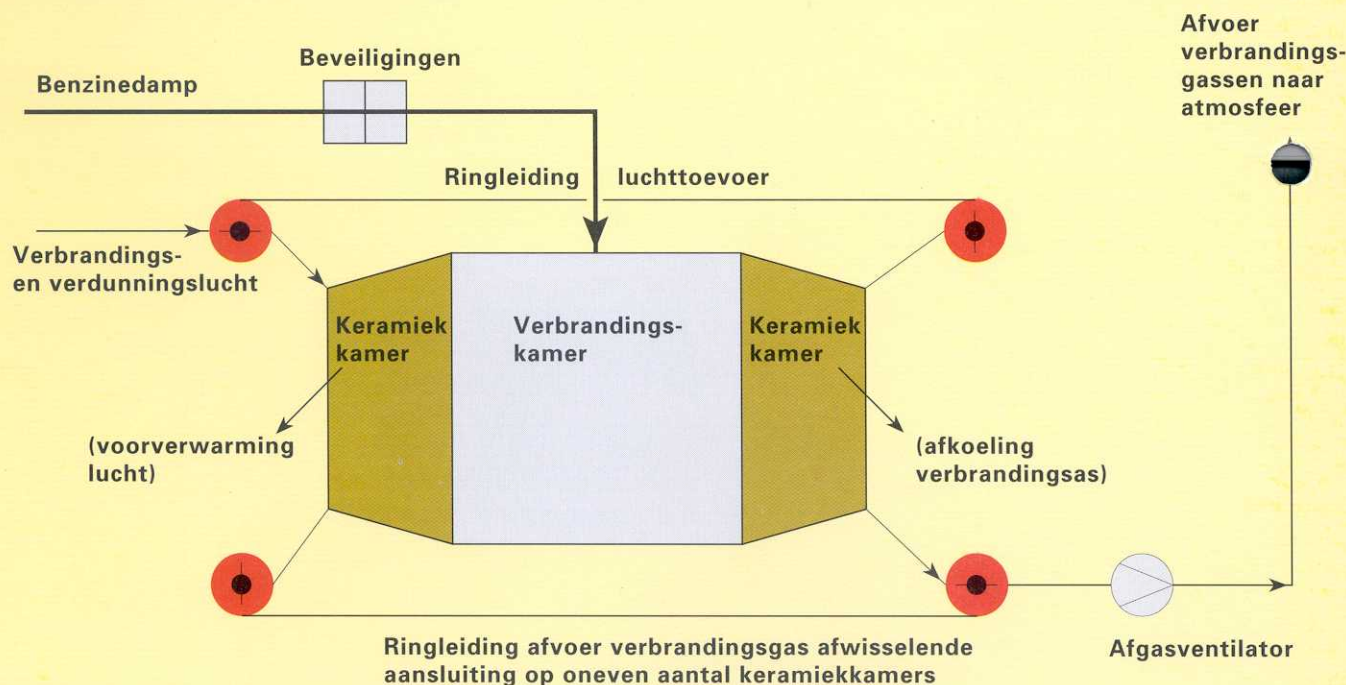 Afvoer
verbrandings-
gassen naar
atmosfeer
Beveiligingen
Benzinedamp
Ringleiding luchttoevoer
Verbrandings-
en verdunningslucht
Keramiek
kamer
Verbrandings-
kamer
Keramiek
kamer
(voorverwarming
lucht)
(afkoeling
verbrandingsas)
Ringleiding afvoer verbrandingsgas afwisselende
aansluiting op oneven aantal keramiekkamers
Afgasventilator